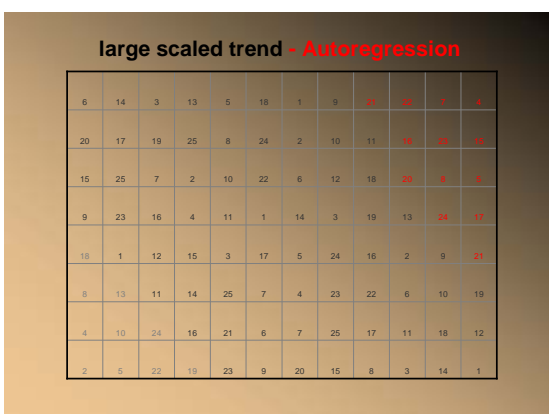 large scaled trend - Autoregression
6 14 3 13 5 18 1 9 21 22 7 4
20 17 19 25 8 24 2 10 11 16 23
15 25 7 2 10 22 6 12 18 20 8 5
9 23 16 4 11 1 14 3 19 13 24 17
18 1 12 15 3 17 5 24 16 2 9 21
8 13 11 14 25 7 4 23 22 6 10 19
4 10 24 16 21 6 7 25 17 11 18 12
2 5 22 19 23 9 20 15 8 3 14 1